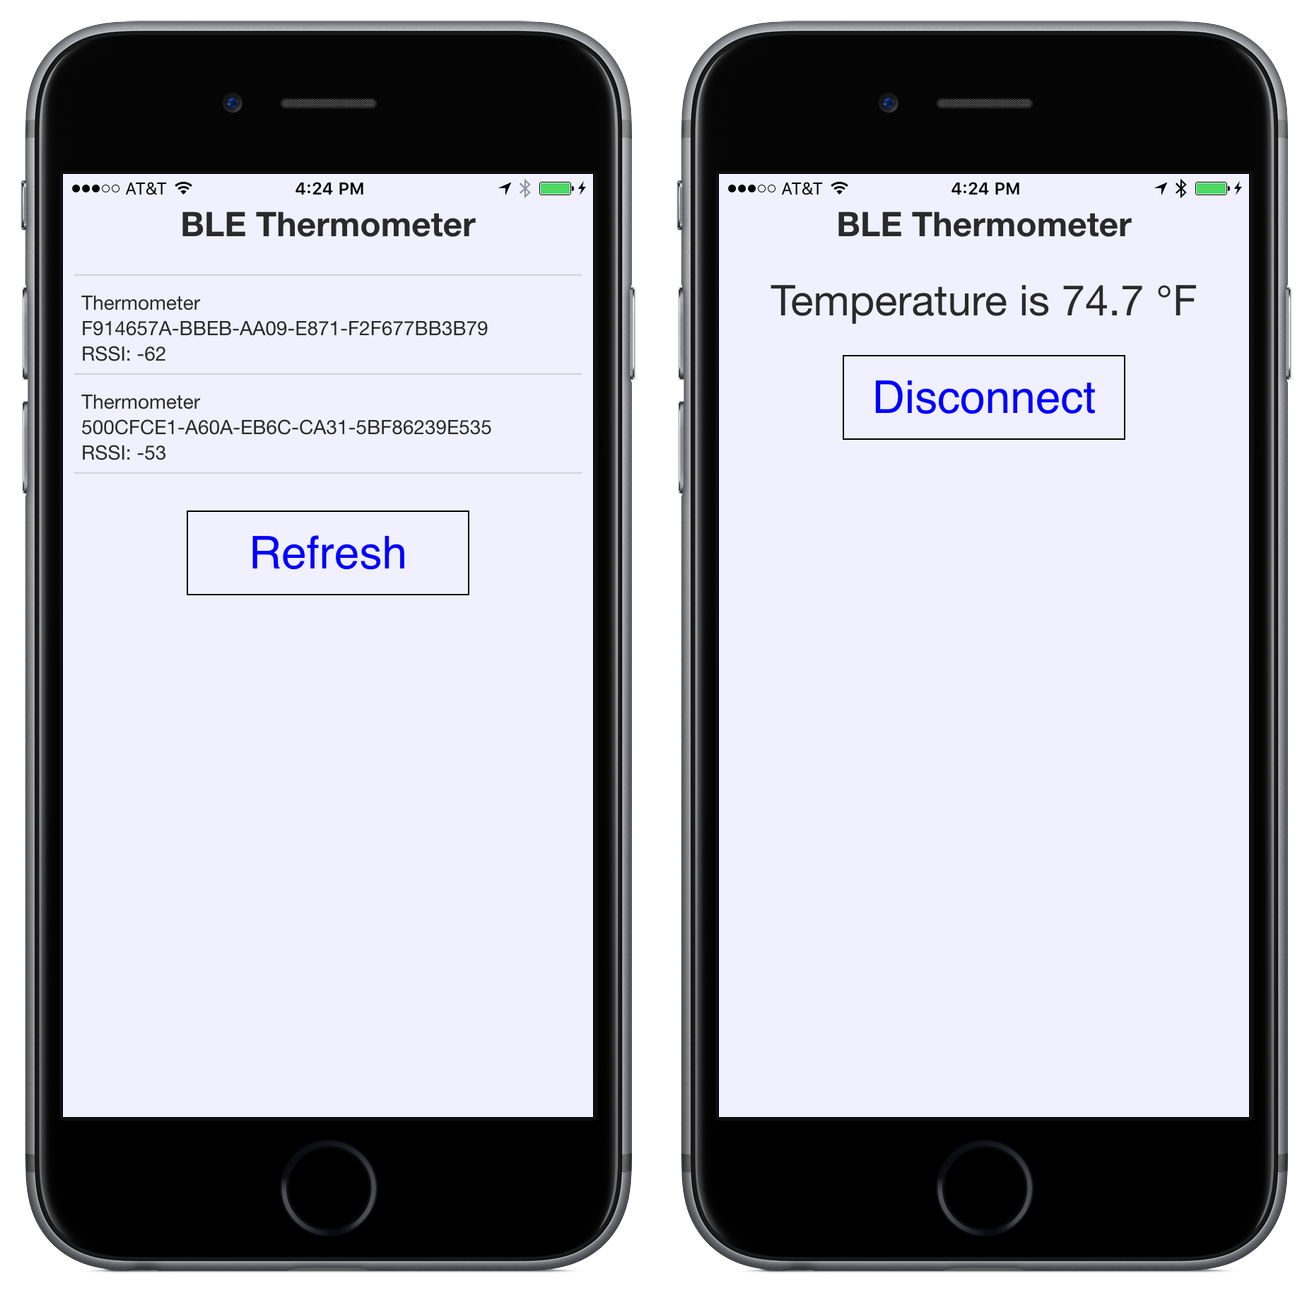 AT&T 4:24 PM
BLE Thermometer
Thermometer
F914657A-BBEB-AA09-E871-F2F677BB3B79
RSSI: -62
Thermometer
500CFCE1-A60A-EB6C-CA31-5BF86239E535
RSSI: -53
Refresh
AT&T 4:24 PM
BLE Thermometer
Temperature is 74.7 °F
Disconnect